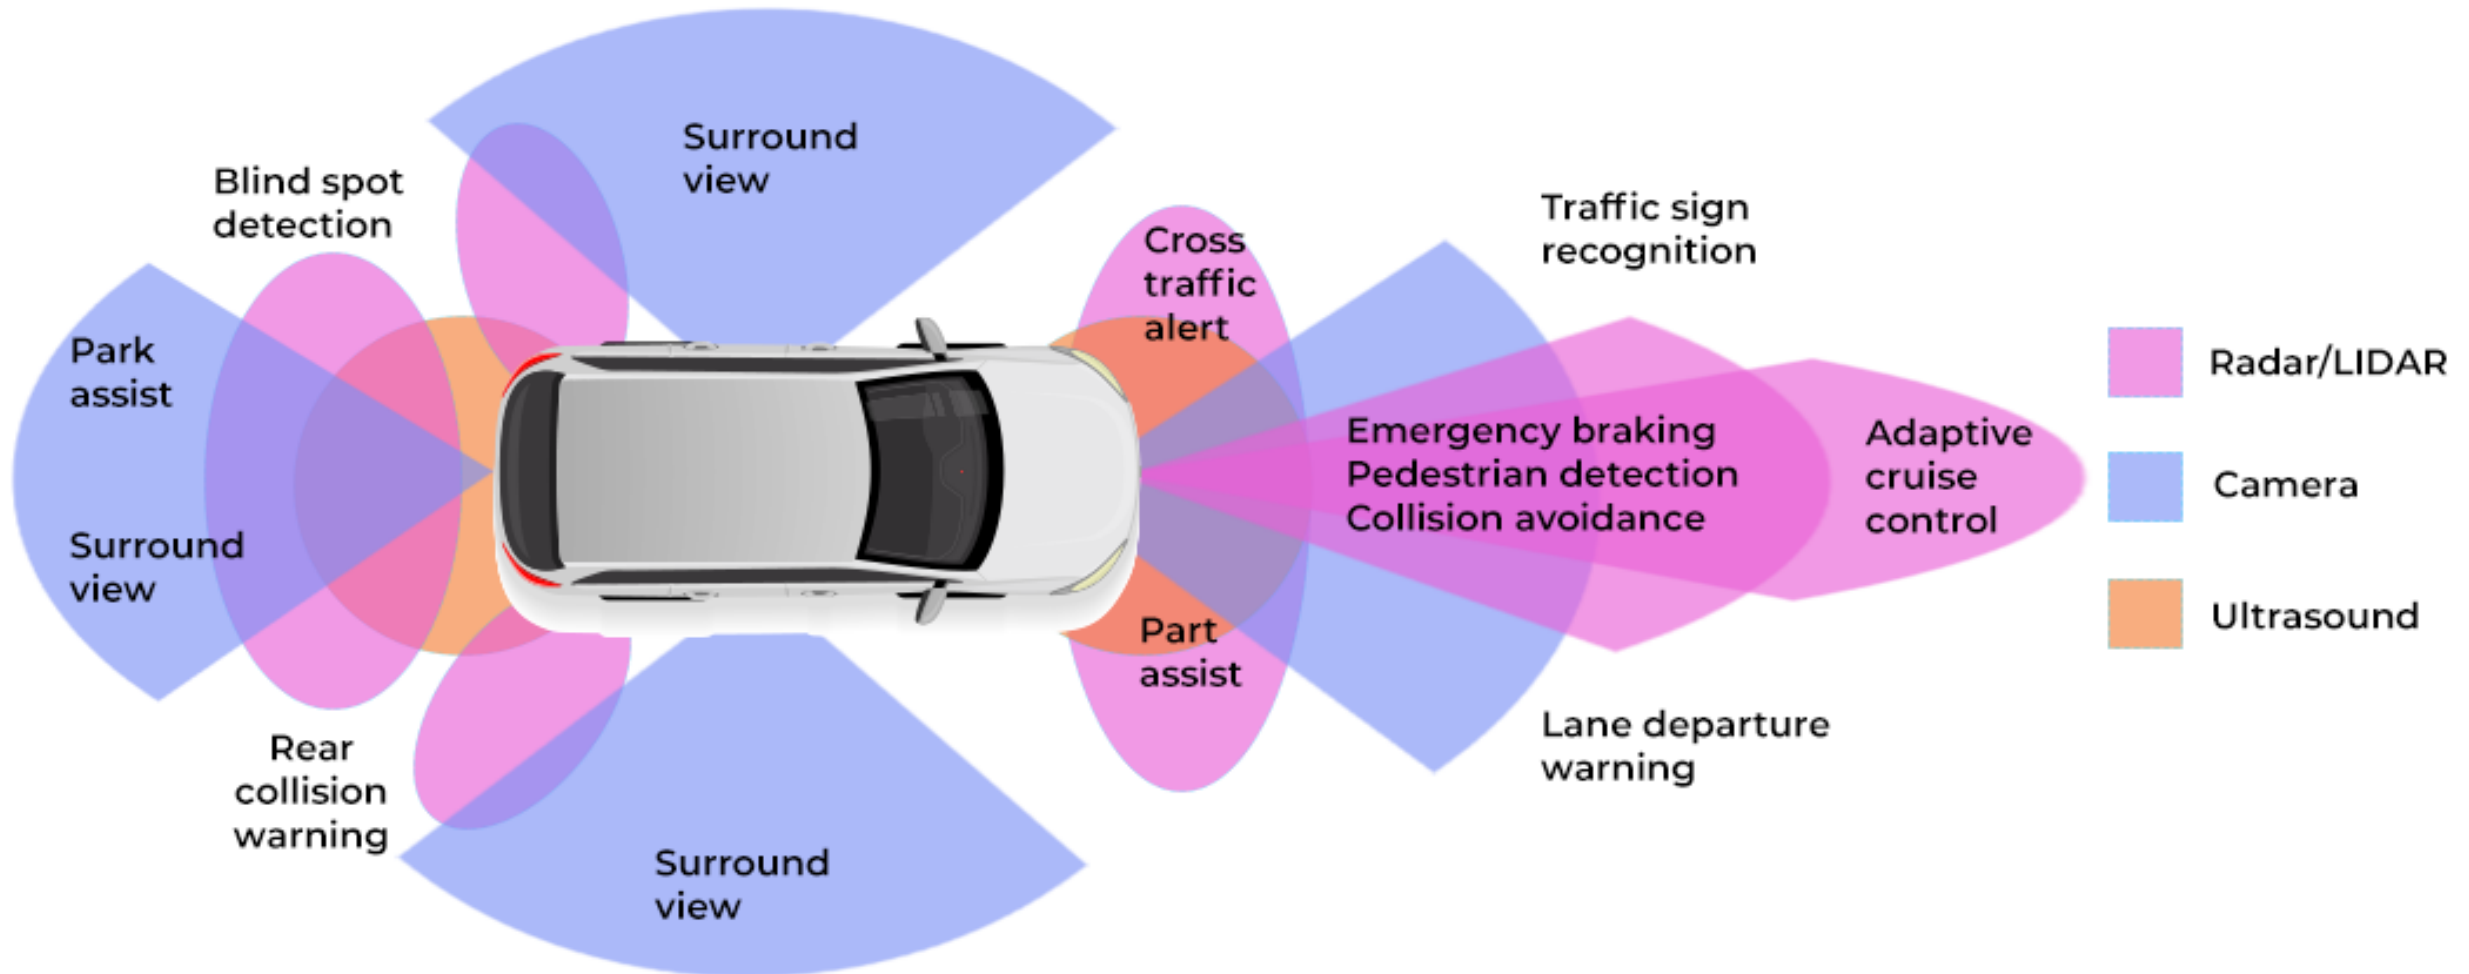 Surround
view
Blind spot
detection
Park
assist
Surround
view
Rear
collision
warning
Surround
view
Cross
traffic
alert
Part
assist
Traffic sign
recognition
Emergency braking
Pedestrian detection
Collision avoidance
Adaptive
cruise
control
Lane departure
warning
Radar/LIDAR
Camera
Ultrasound